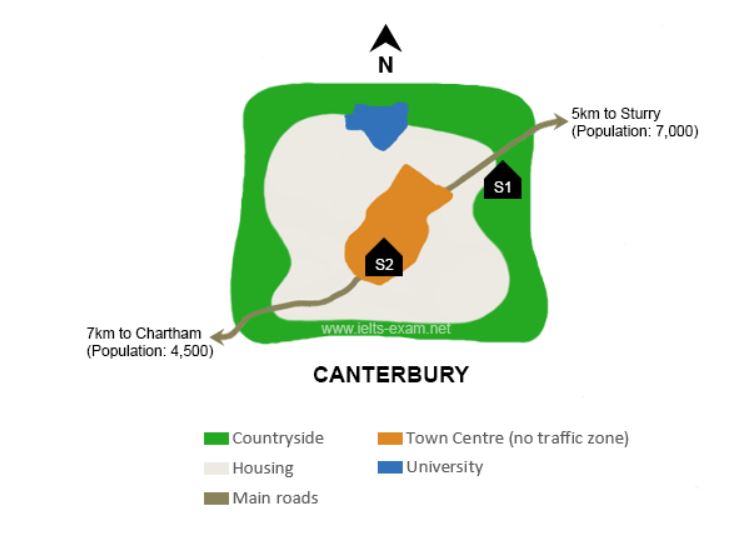 N
5km to Sturry
(Population: 7,000)
S1
S2
7km to Chartham
(Population: 4,500)
www.ielts-exam.net
CANTERBURY
Countryside
Town Centre (no traffic zone)
Housing
University
Main roads